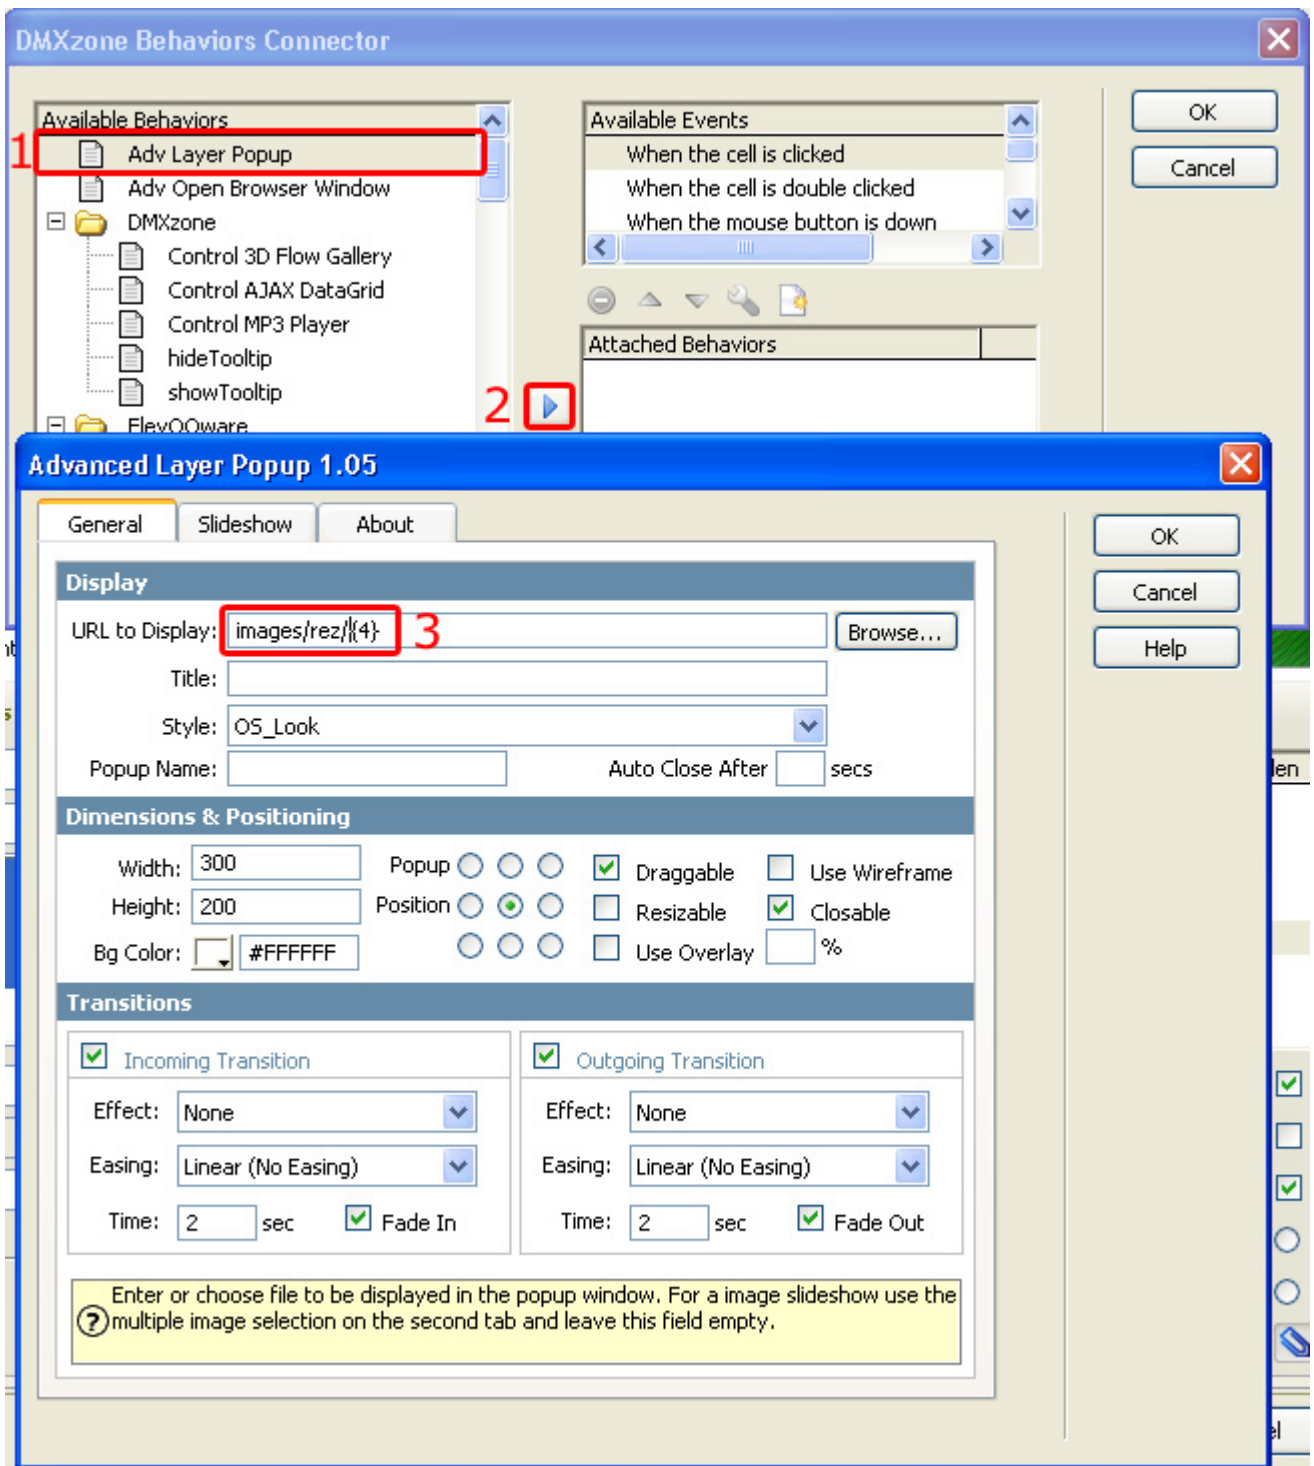 DMXzone Behaviors Connector
Available Behaviors
1
Adv Layer Popup
Adv Open Browser Window
DMXzone
Control 3D Flow Gallery
Control AJAX DataGrid
Control MP3 Player
hideTooltip
showTooltip
FlevOOware
Available Events
When the cell is clicked
When the cell is double clicked
When the mouse button is down
Attached Behaviors
2
OK
Cancel
Advanced Layer Popup 1.05
General Slideshow About
OK
Cancel
Help
Display
URL to Display: images/rez/{4} 3 Browse...
Title:
Style: OS_Look
Popup Name: Auto Close After secs
Dimensions & Positioning
Width: 300 Popup Draggable Use Wireframe
Height: 200 Position Resizable Closable
Bg Color: #FFFFFF Use Overlay %
Transitions
Incoming Transition Outgoing Transition
Effect: None Effect: None
Easing: Linear (No Easing) Easing: Linear (No Easing)
Time: 2 sec Fade In Time: 2 sec Fade Out
Enter or choose file to be displayed in the popup window. For a image slideshow use the
multiple image selection on the second tab and leave this field empty.